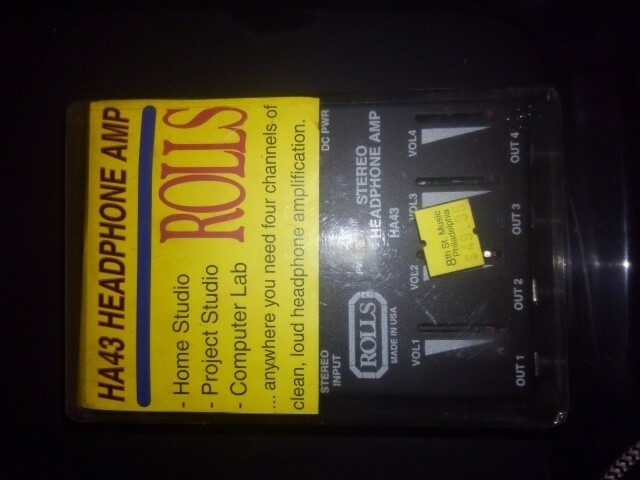 HA43 HEADPHONE AMP
ROLLS
- Home Studio
- Project Studio
- Computer Lab
... anywhere you need four channels of
clean, loud headphone amplification.
STEREO
INPUT
DC PWR
ROLLS
MADE IN USA
STEREO
HEADPHONE AMP
HA43
VOL1
VOL2
VOL3
VOL4
8th St. Music
Philadelphia
$49.95
OUT 1
OUT 2
OUT 3
OUT 4